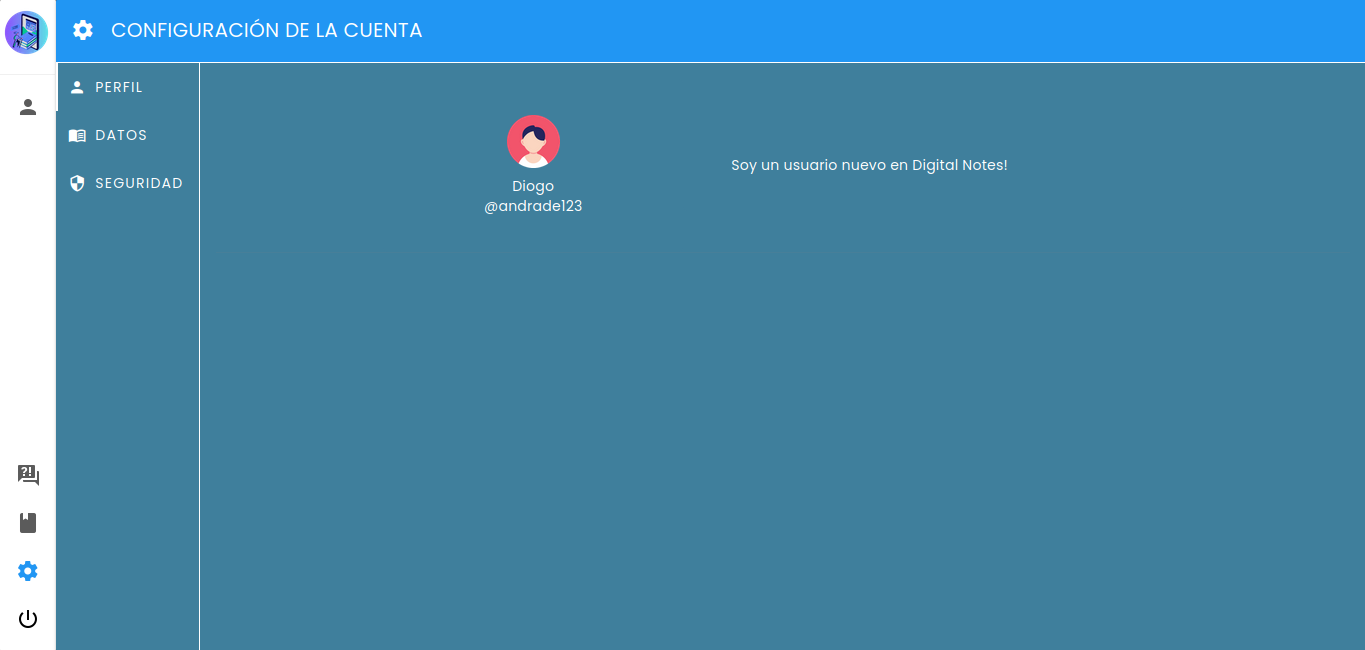 CONFIGURACIÓN DE LA CUENTA
PERFIL
DATOS
SEGURIDAD
Diogo
@andrade123
Soy un usuario nuevo en Digital Notes!
?!